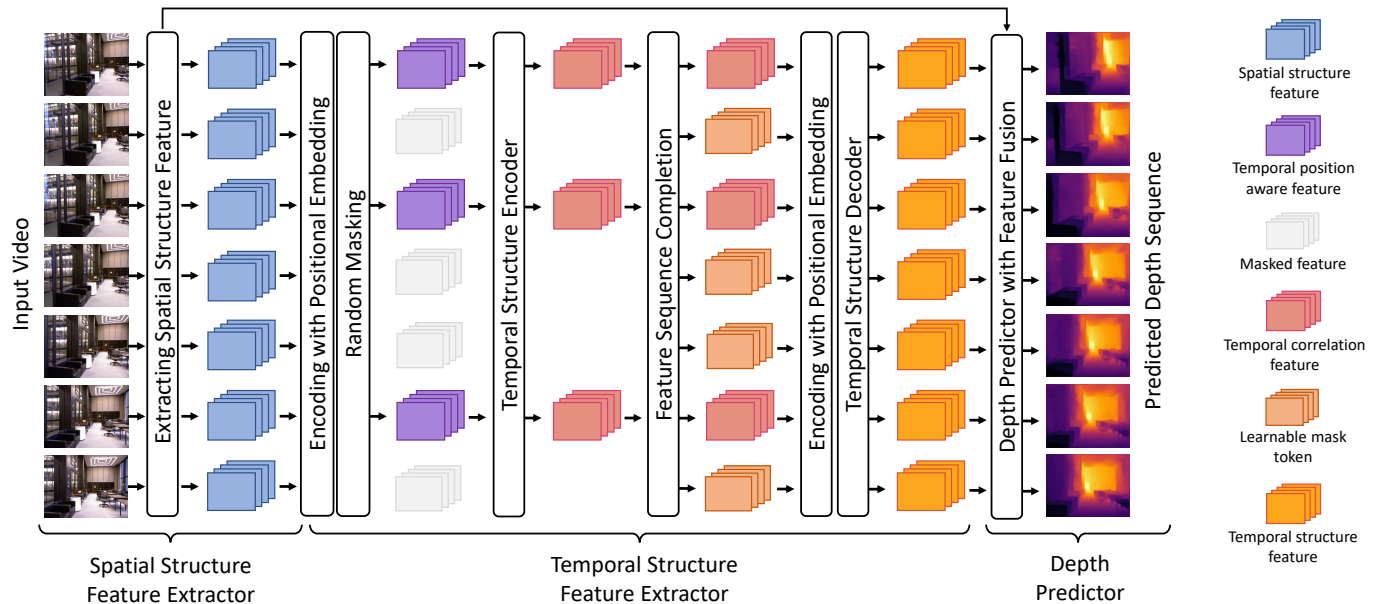 Input Video
Extracting Spatial Structure Feature
Encoding with Positional Embedding
Random Masking
Temporal Structure Encoder
Feature Sequence Completion
Encoding with Positional Embedding
Temporal Structure Decoder
Depth Predictor with Feature Fusion
Predicted Depth Sequence
Spatial Structure
Feature Extractor
Temporal Structure
Feature Extractor
Depth
Predictor
Spatial structure
feature
Temporal position
aware feature
Masked feature
Temporal correlation
feature
Learnable mask
token
Temporal structure
feature